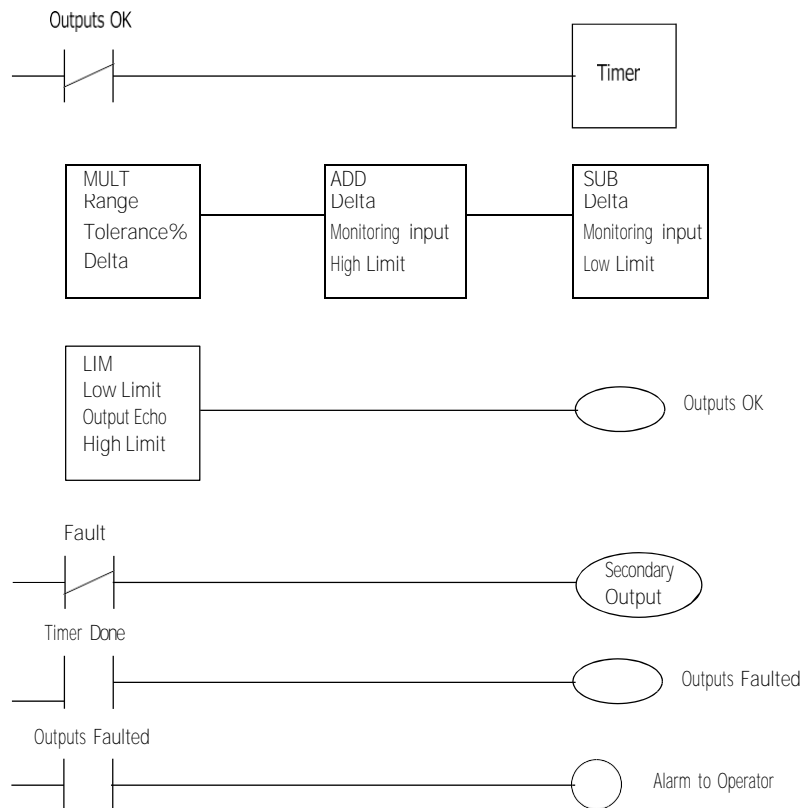 Outputs OK
Timer
MULT
Range
Tolerance%
Delta
ADD
Delta
Monitoring input
High Limit
SUB
Delta
Monitoring input
Low Limit
LIM
Low Limit
Output Echo
High Limit
Outputs OK
Fault
Secondary
Output
Timer Done
Outputs Faulted
Outputs Faulted
Alarm to Operator